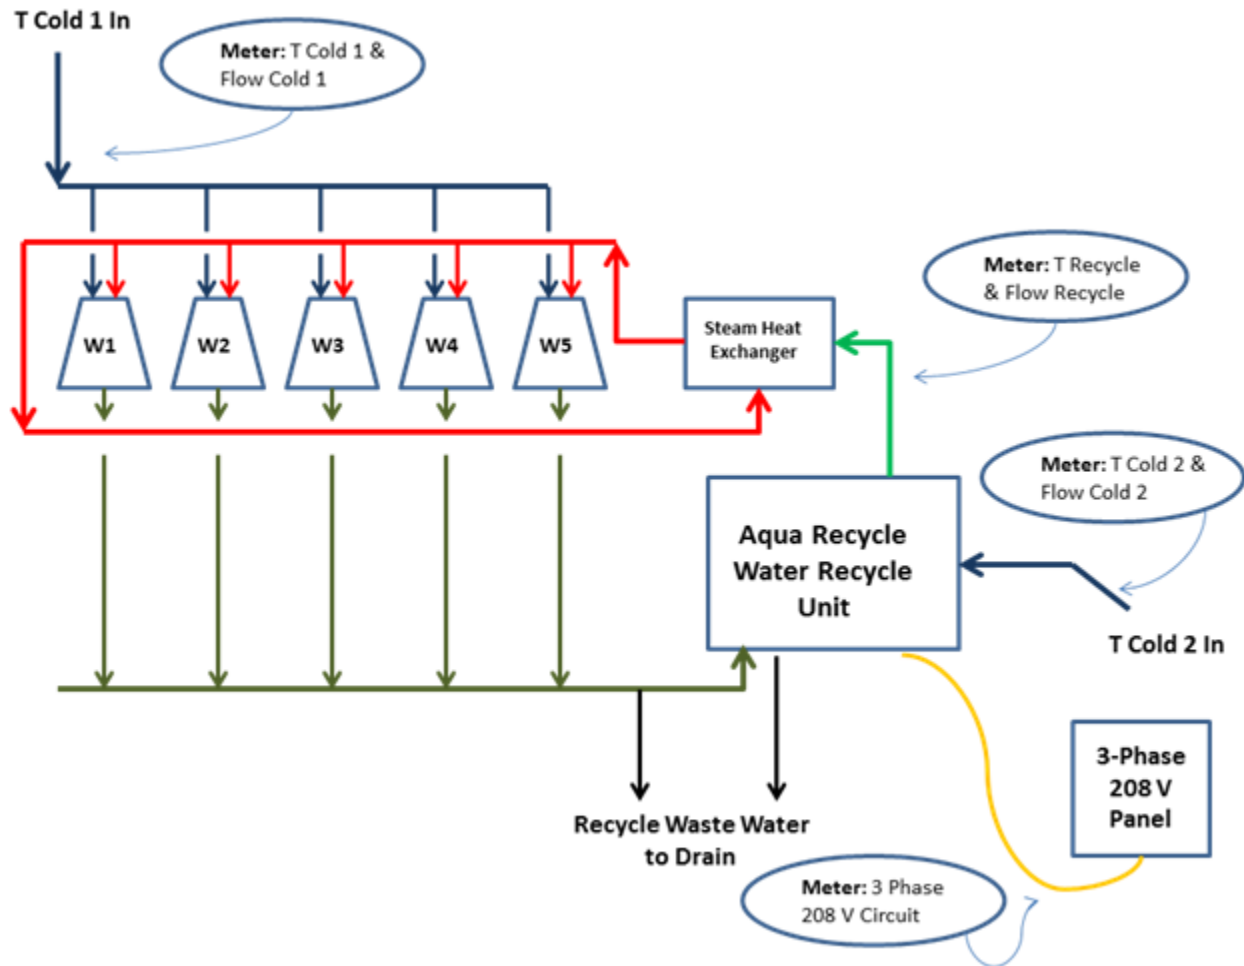 T Cold 1 In
Meter: T Cold 1 &
Flow Cold 1
W1
W2
W3
W4
W5
Steam Heat
Exchanger
Meter: T Recycle
& Flow Recycle
Meter: T Cold 2 &
Flow Cold 2
Aqua Recycle
Water Recycle
Unit
T Cold 2 In
3-Phase
208 V
Panel
Recycle Waste Water
to Drain
Meter: 3 Phase
208 V Circuit